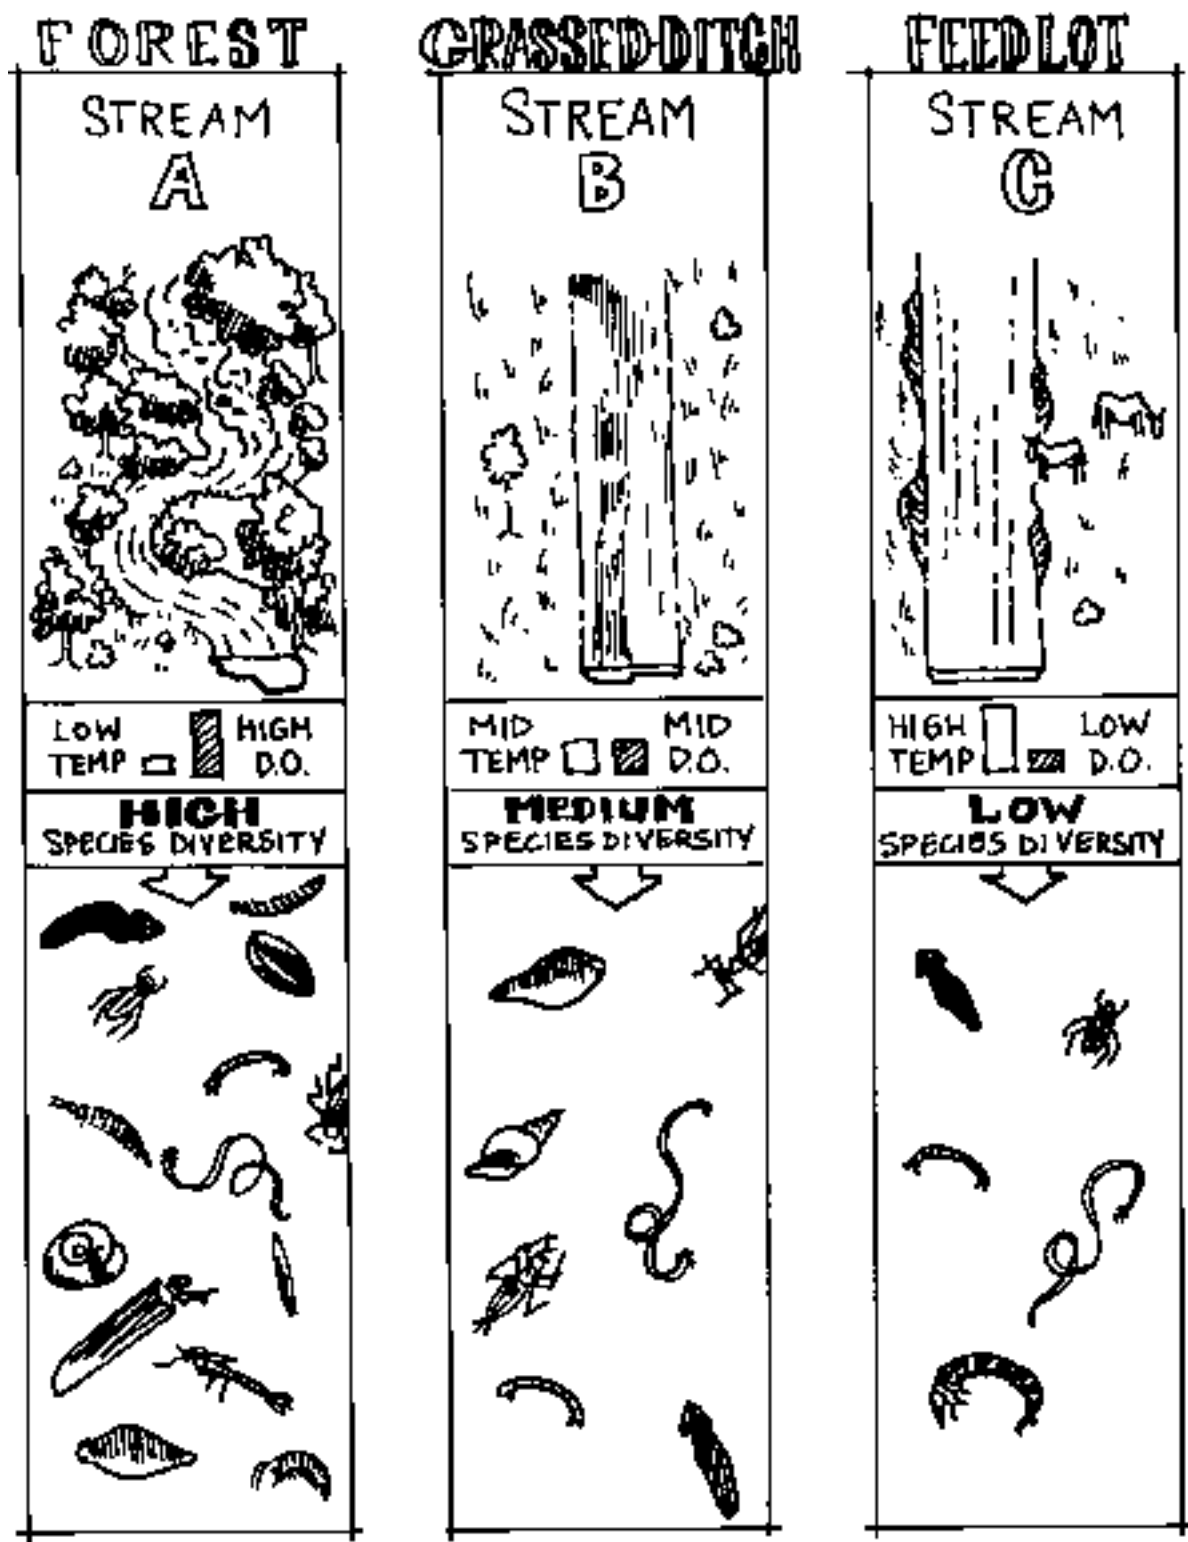 FOREST
STREAM
A
LOW TEMP
HIGH D.O.
HIGH
SPECIES DIVERSITY
GRASSED-DITCH
STREAM
B
MID TEMP
MID D.O.
MEDIUM
SPECIES DIVERSITY
FEEDLOT
STREAM
C
HIGH TEMP
LOW D.O.
LOW
SPECIES DIVERSITY